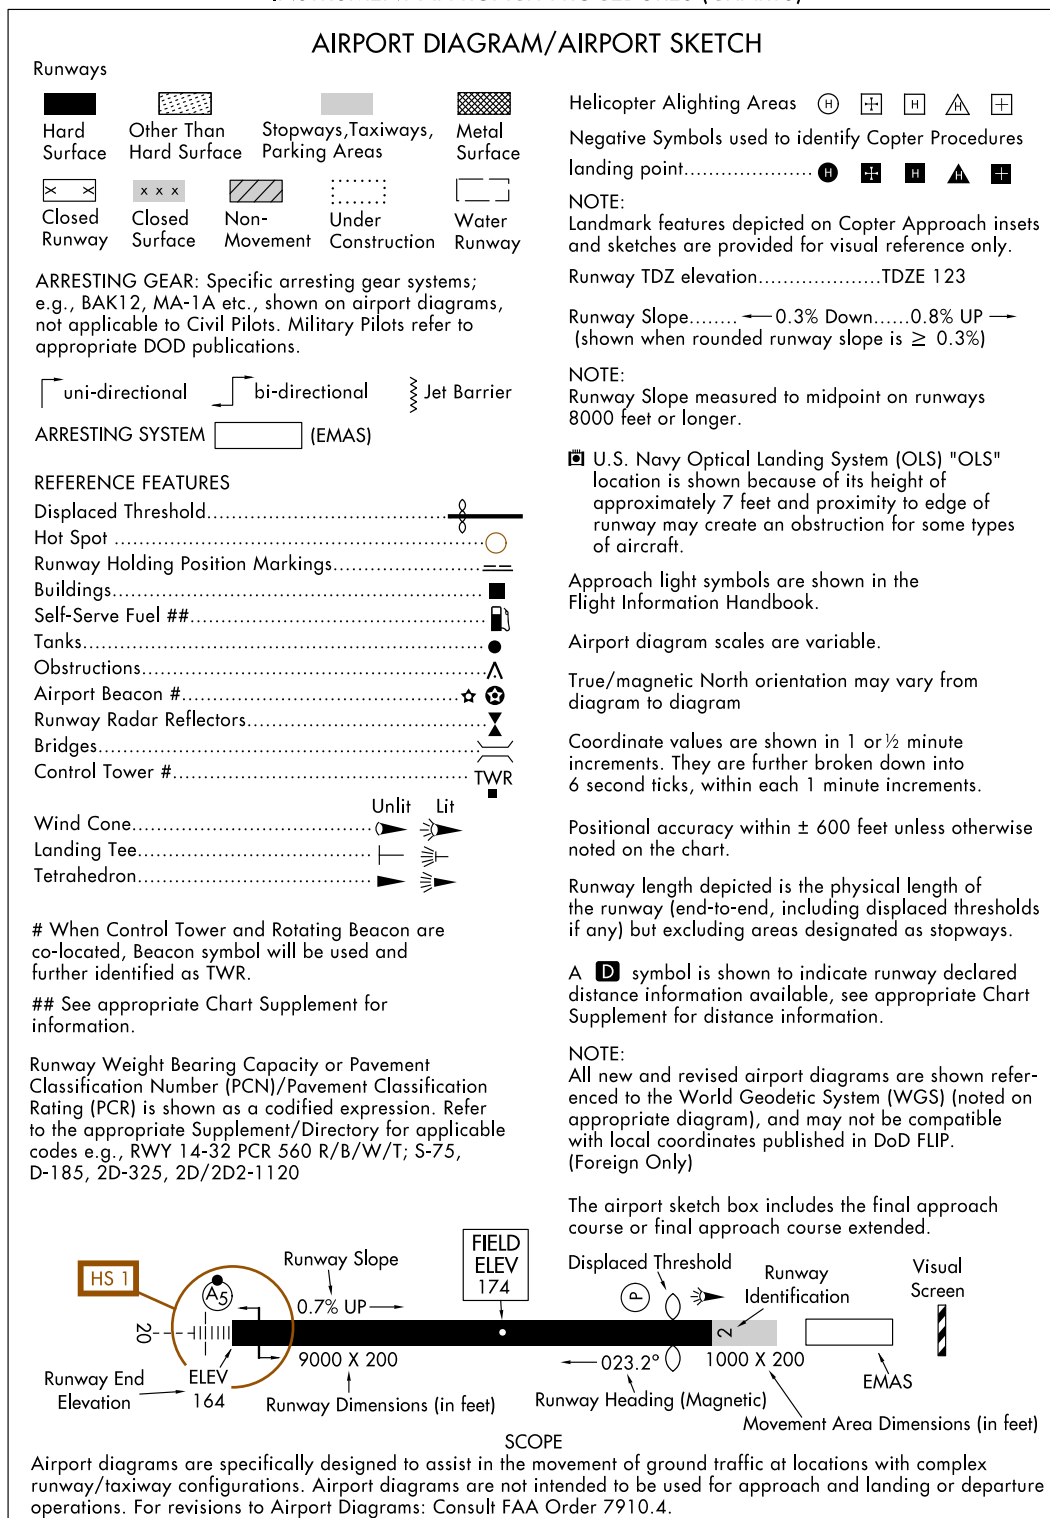 AIRPORT DIAGRAM/AIRPORT SKETCH
Runways
Hard
Surface
Other Than
Hard Surface
Stopways,Taxiways,
Parking Areas
Metal
Surface
x x
Closed
Runway
x x x
Closed
Surface
Non-
Movement
Under
Construction
Water
Runway
ARRESTING GEAR: Specific arresting gear systems;
e.g., BAK12, MA-1A etc., shown on airport diagrams,
not applicable to Civil Pilots. Military Pilots refer to
appropriate DOD publications.
uni-directional
bi-directional
Jet Barrier
ARRESTING SYSTEM (EMAS)
REFERENCE FEATURES
Displaced Threshold
Hot Spot
Runway Holding Position Markings
Buildings
Self-Serve Fuel ##
Tanks
Obstructions
Airport Beacon #
Runway Radar Reflectors
Bridges
Control Tower # TWR
Unlit Lit
Wind Cone
Landing Tee
Tetrahedron
# When Control Tower and Rotating Beacon are
co-located, Beacon symbol will be used and
further identified as TWR.
## See appropriate Chart Supplement for
information.
Runway Weight Bearing Capacity or Pavement
Classification Number (PCN)/Pavement Classification
Rating (PCR) is shown as a codified expression. Refer
to the appropriate Supplement/Directory for applicable
codes e.g., RWY 14-32 PCR 560 R/B/W/T; S-75,
D-185, 2D-325, 2D/2D2-1120
Helicopter Alighting Areas H H H
Negative Symbols used to identify Copter Procedures
landing point H H H
NOTE:
Landmark features depicted on Copter Approach insets
and sketches are provided for visual reference only.
Runway TDZ elevation....................TDZE 123
Runway Slope........ 0.3% Down......0.8% UP
(shown when rounded runway slope is ≥ 0.3%)
NOTE:
Runway Slope measured to midpoint on runways
8000 feet or longer.
U.S. Navy Optical Landing System (OLS) "OLS"
location is shown because of its height of
approximately 7 feet and proximity to edge of
runway may create an obstruction for some types
of aircraft.
Approach light symbols are shown in the
Flight Information Handbook.
Airport diagram scales are variable.
True/magnetic North orientation may vary from
diagram to diagram
Coordinate values are shown in 1 or ½ minute
increments. They are further broken down into
6 second ticks, within each 1 minute increments.
Positional accuracy within ± 600 feet unless otherwise
noted on the chart.
Runway length depicted is the physical length of
the runway (end-to-end, including displaced thresholds
if any) but excluding areas designated as stopways.
A D symbol is shown to indicate runway declared
distance information available, see appropriate Chart
Supplement for distance information.
NOTE:
All new and revised airport diagrams are shown refer-
enced to the World Geodetic System (WGS) (noted on
appropriate diagram), and may not be compatible
with local coordinates published in DoD FLIP.
(Foreign Only)
The airport sketch box includes the final approach
course or final approach course extended.
HS 1
A5
20
Runway Slope
0.7% UP
FIELD
ELEV
174
Displaced Threshold
P
Runway
Identification
2
Visual
Screen
Runway End
Elevation
ELEV
164
9000 X 200
Runway Dimensions (in feet)
023.2°
Runway Heading (Magnetic)
1000 X 200
EMAS
Movement Area Dimensions (in feet)
SCOPE
Airport diagrams are specifically designed to assist in the movement of ground traffic at locations with complex
runway/taxiway configurations. Airport diagrams are not intended to be used for approach and landing or departure
operations. For revisions to Airport Diagrams: Consult FAA Order 7910.4.